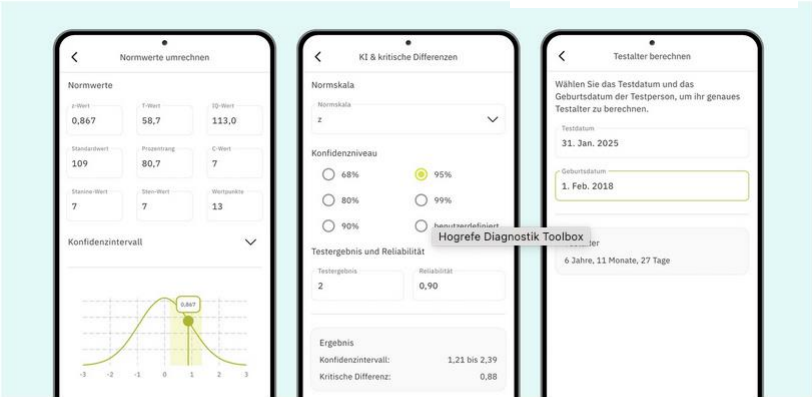 Normwerte umrechnen
Normwerte
z-Wert
T-Wert
IQ-Wert
0,867
58,7
113,0
Standardwert
Prozentrang
C-Wert
109
80,7
7
Stanine-Wert
Sten-Wert
Wertpunkte
7
7
13
Konfidenzintervall
0,867
-3 -2 -1 0 1 2 3
KI & kritische Differenzen
Normskala
Normskala
z
Konfidenzniveau
68%
95%
80%
99%
90%
benutzerdefiniert
Hogrefe Diagnostik Toolbox
Testergebnis und Reliabilität
Testergebnis
Reliabilität
2
0,90
Ergebnis
Konfidenzintervall: 1,21 bis 2,39
Kritische Differenz: 0,88
Testalter berechnen
Wählen Sie das Testdatum und das
Geburtsdatum der Testperson, um ihr genaues
Testalter zu berechnen.
Testdatum
31. Jan. 2025
Geburtsdatum
1. Feb. 2018
6 Jahre, 11 Monate, 27 Tage